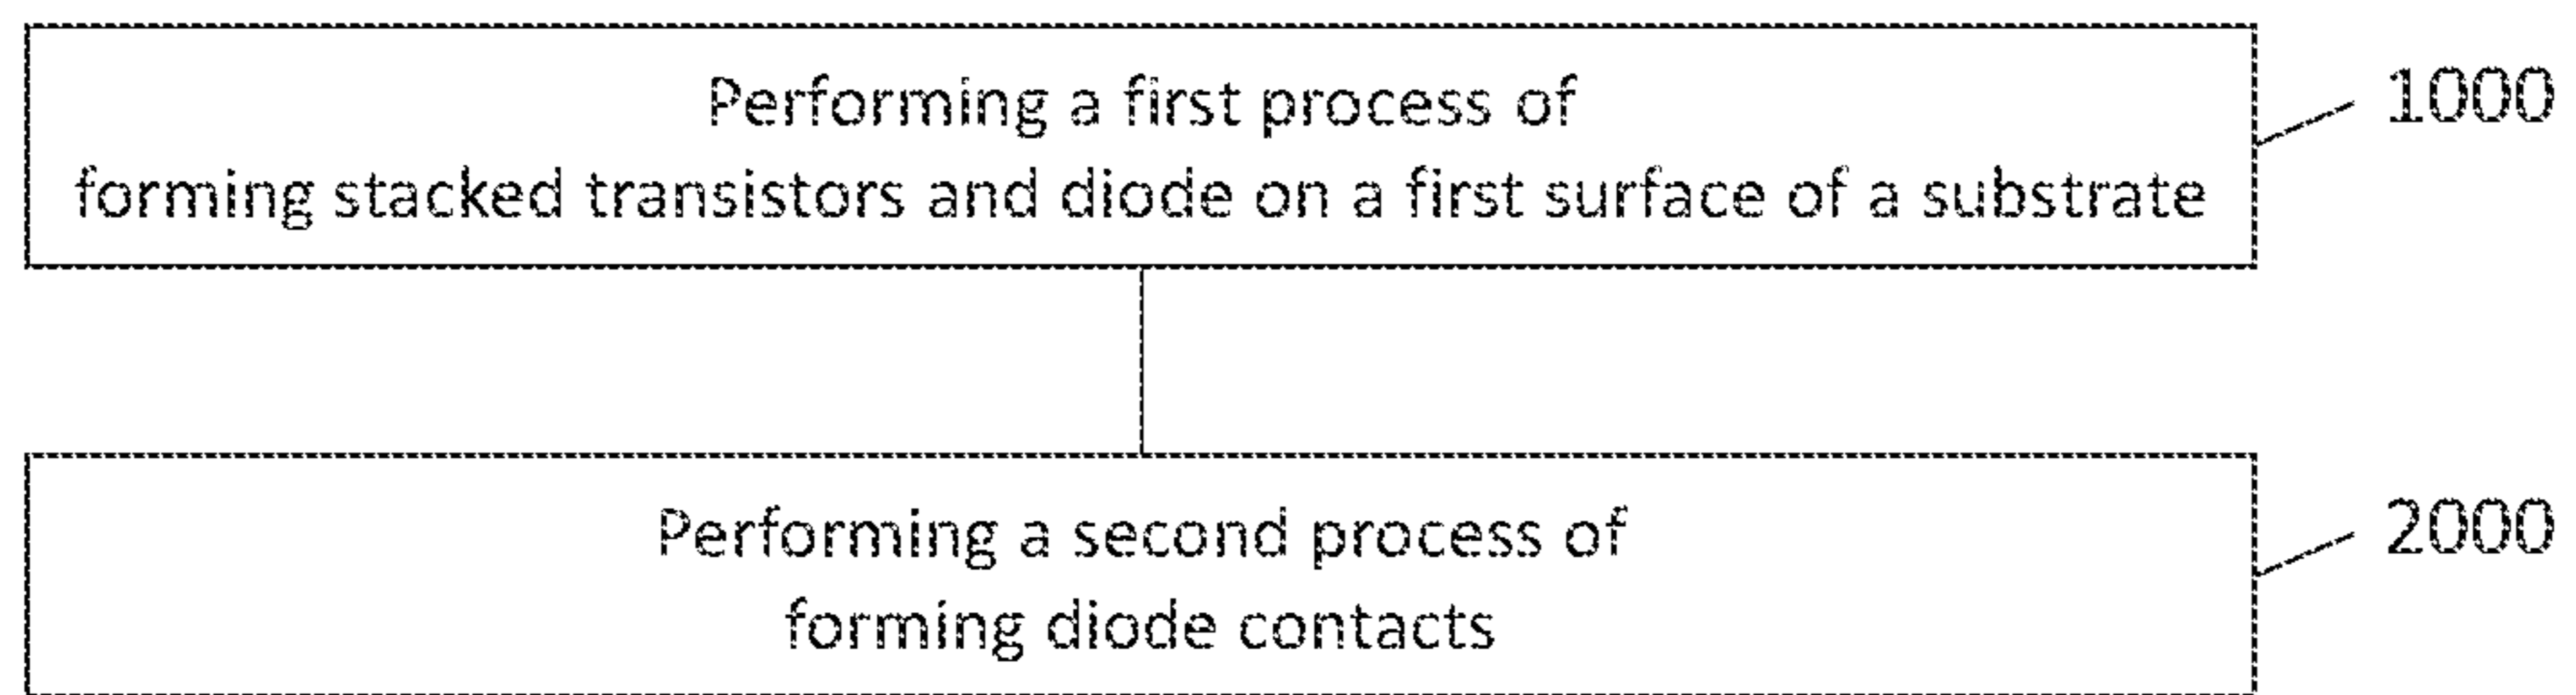 Performing a first process of
forming stacked transistors and diode on a first surface of a substrate
1000
Performing a second process of
forming diode contacts
2000